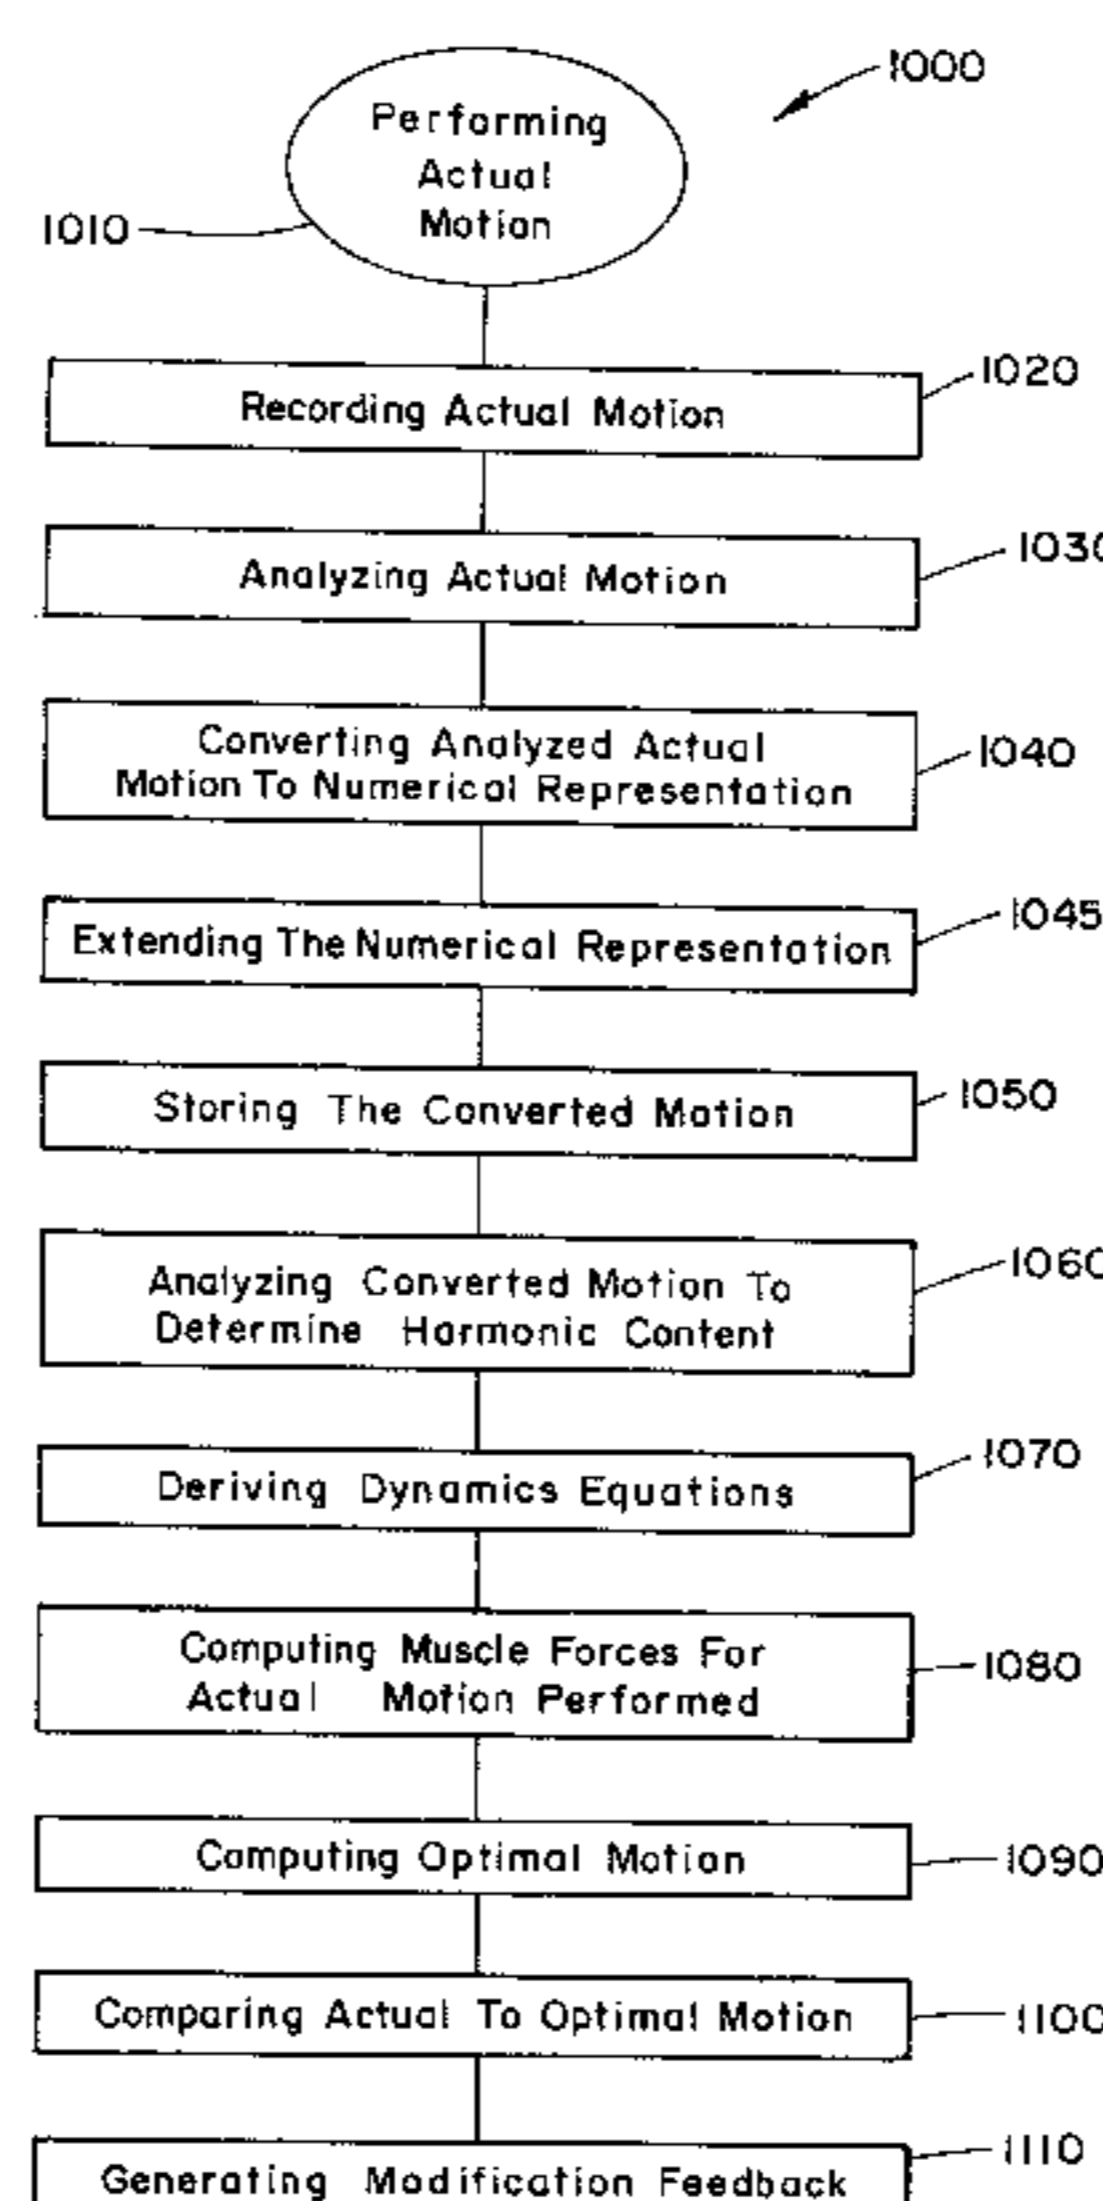 1000
Performing
Actual
Motion
1010
1020
Recording Actual Motion
1030
Analyzing Actual Motion
Converting Analyzed Actual
Motion To Numerical Representation
1040
1045
Extending The Numerical Representation
1050
Storing The Converted Motion
1060
Analyzing Converted Motion To
Determine Harmonic Content
1070
Deriving Dynamics Equations
Computing Muscle Forces For
Actual Motion Performed
1080
Computing Optimal Motion
1090
Comparing Actual To Optimal Motion
1100
1110
Generating Modification Feedback